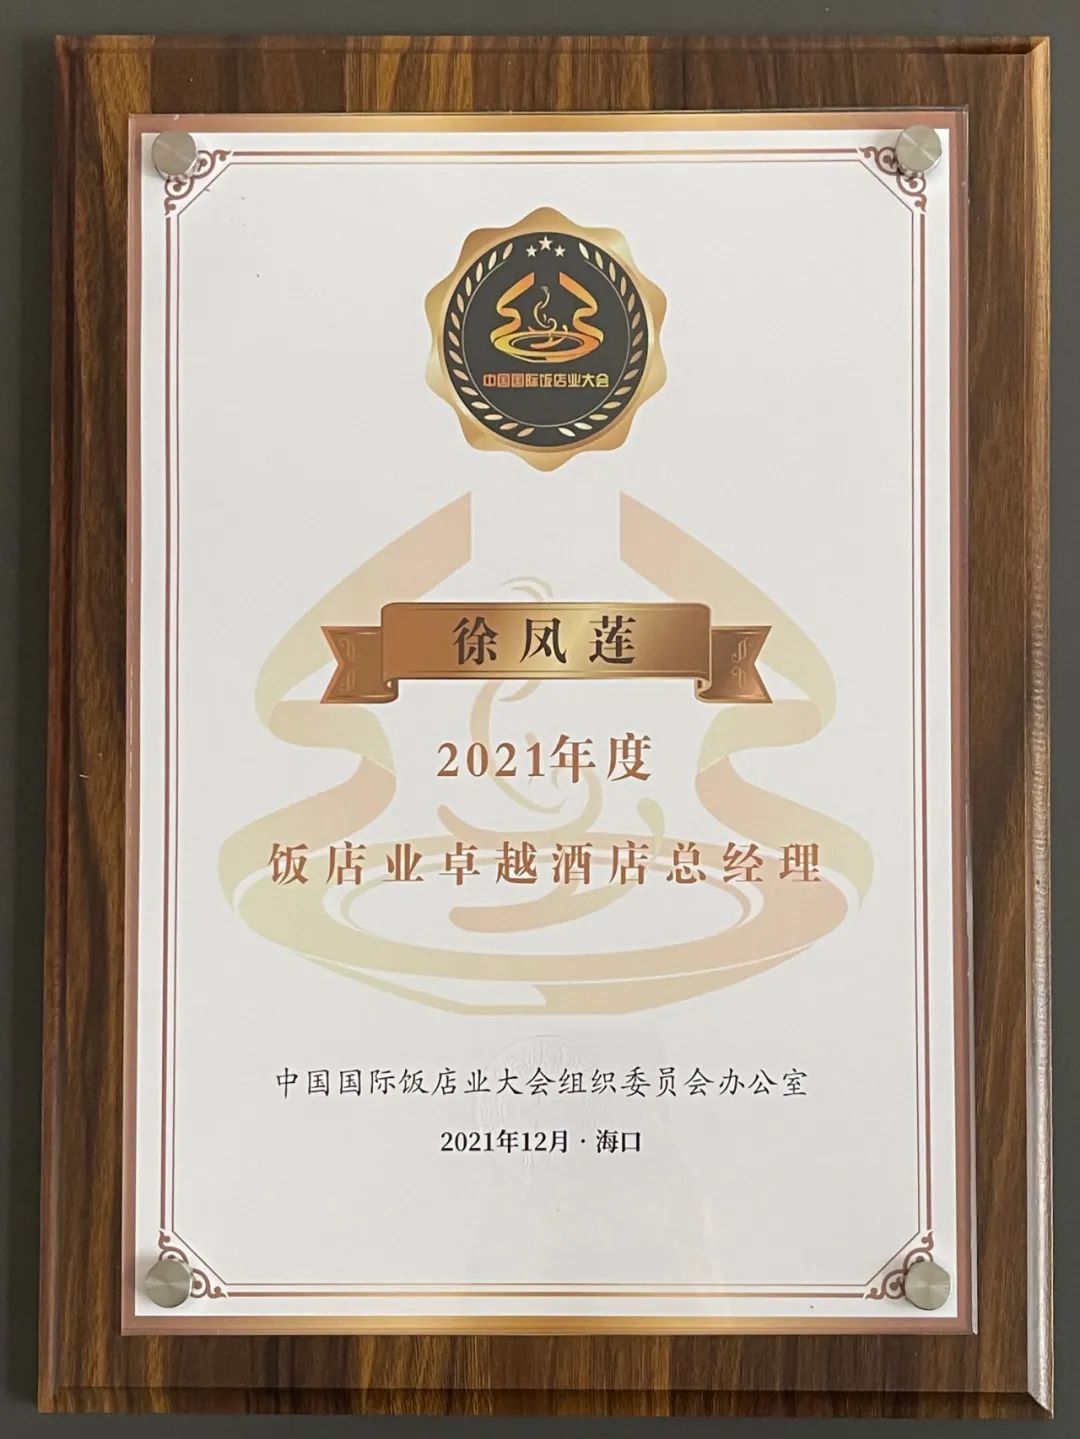 中国国际饭店业大会
徐凤莲
2021年度
饭店业卓越酒店总经理
中国国际饭店业大会组织委员会办公室
2021年12月·海口